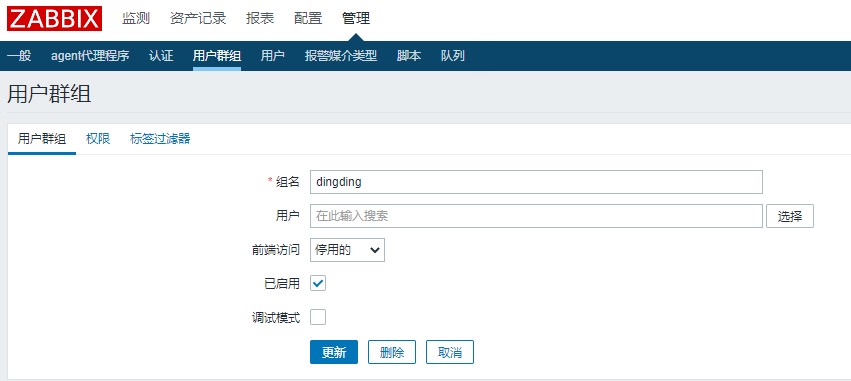 ZABBIX 监测 资产记录 报表 配置 管理
一般 agent代理程序 认证 用户群组 用户 报警媒介类型 脚本 队列
用户群组
用户群组 权限 标签过滤器
* 组名 dingding
用户 在此输入搜索 选择
前端访问 停用的
已启用
调试模式
更新 删除 取消